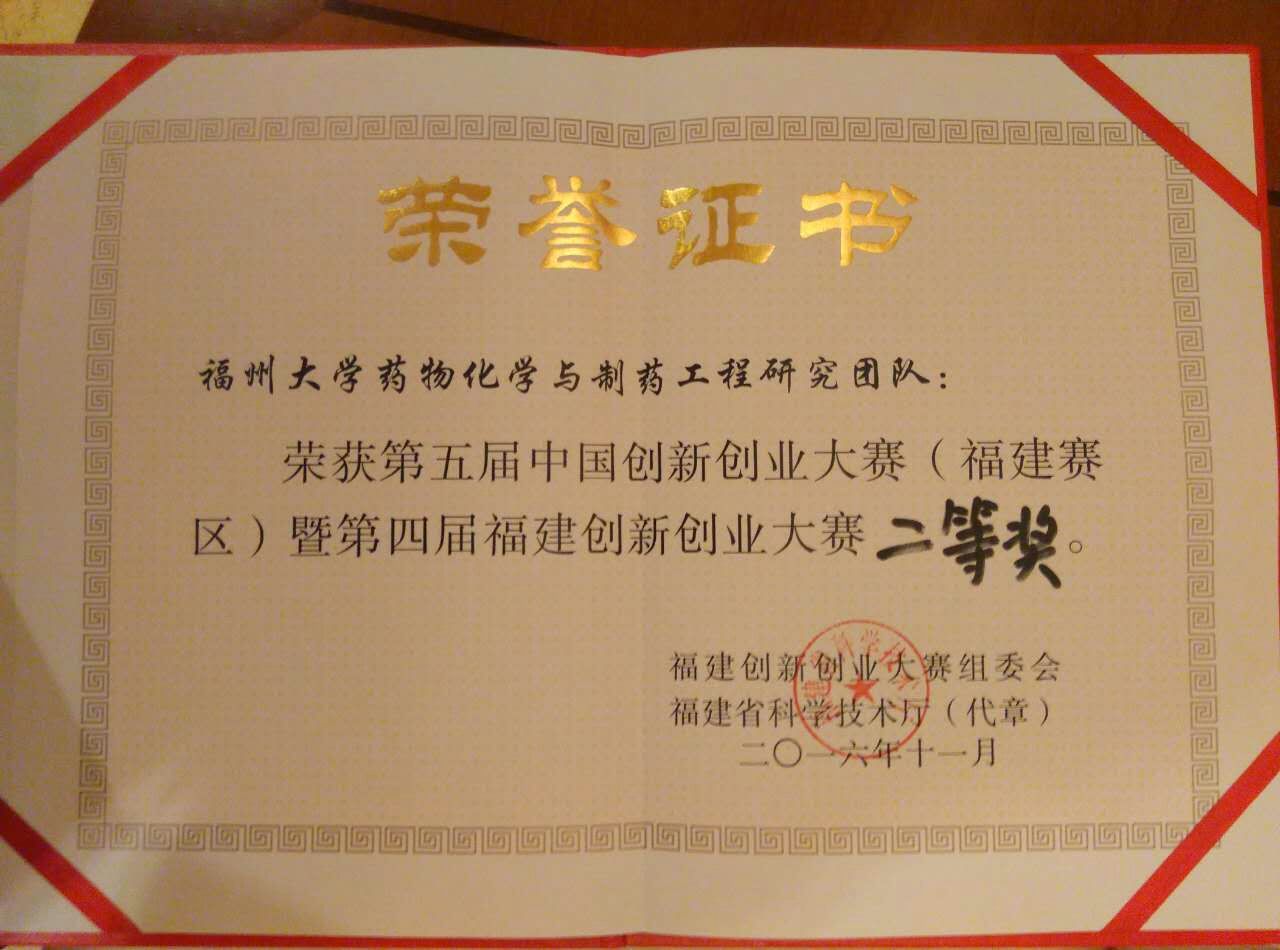 荣誉证书
福州大学药物化学与制药工程研究团队：
荣获第五届中国创新创业大赛（福建赛
区）暨第四届福建创新创业大赛 二等奖。
福建创新创业大赛组委会
福建省科学技术厅（代章）
二〇一六年十一月